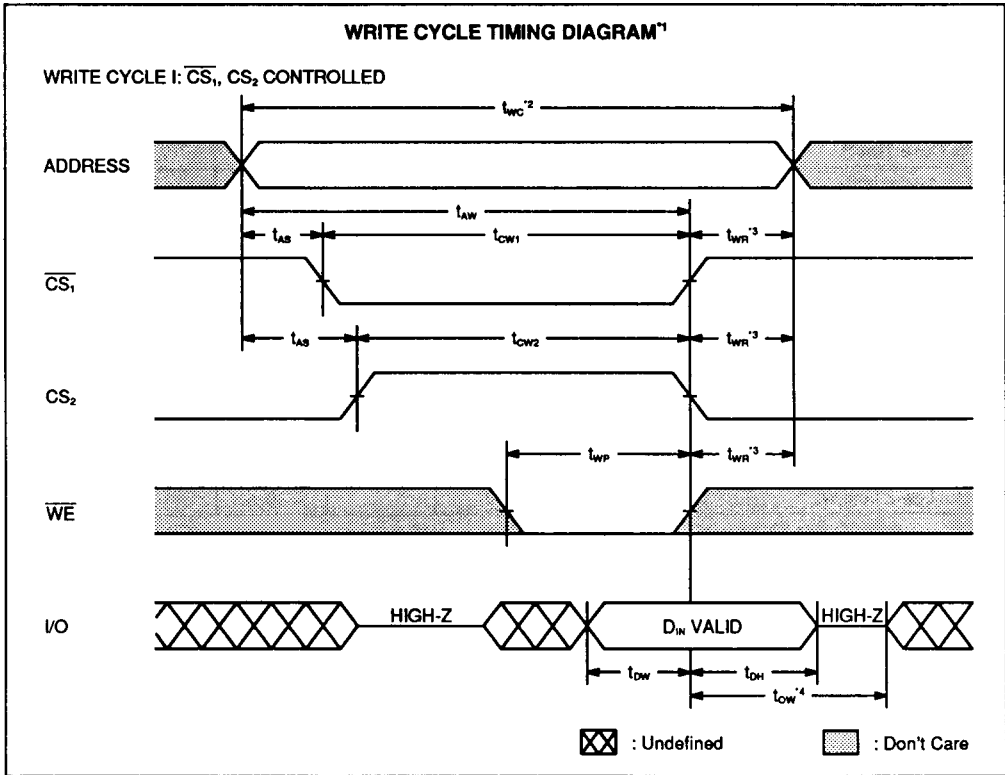 WRITE CYCLE TIMING DIAGRAM*1
WRITE CYCLE I: CS1, CS2 CONTROLLED
tWC*2
ADDRESS
tAW
tAS
tCW1
tWR*3
CS1
tAS
tCW2
tWR*3
CS2
tWP
tWR*3
WE
I/O
HIGH-Z
DIN VALID
HIGH-Z
tDW
tDH
tOW*4
: Undefined
: Don't Care